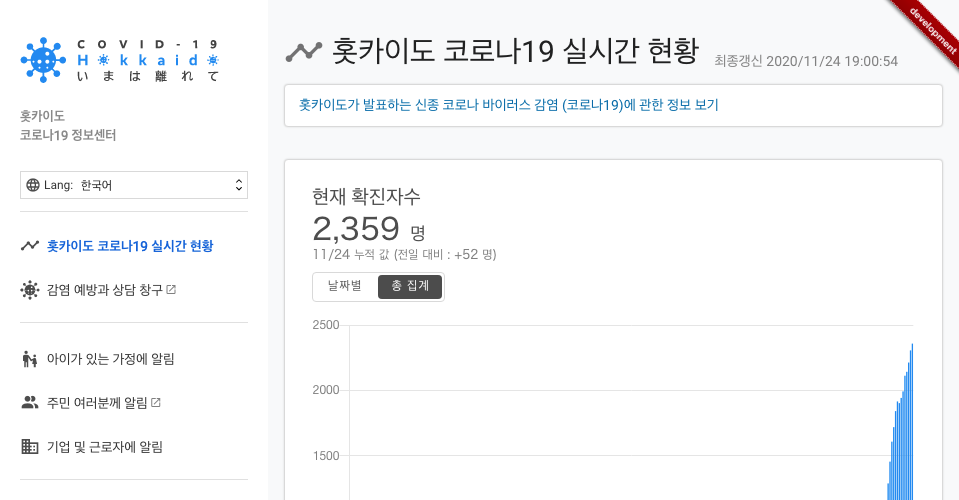 COVID-19
Hokkaido
いまは離れて
홋카이도
코로나19 정보센터
Lang: 한국어
홋카이도 코로나19 실시간 현황
감염 예방과 상담 창구
아이가 있는 가정에 알림
주민 여러분께 알림
기업 및 근로자에 알림
홋카이도 코로나19 실시간 현황
최종갱신 2020/11/24 19:00:54
development
홋카이도가 발표하는 신종 코로나 바이러스 감염 (코로나19)에 관한 정보 보기
현재 확진자수
2,359 명
11/24 누적 값 (전일 대비 : +52 명)
날짜별 총 집계
2500
2000
1500